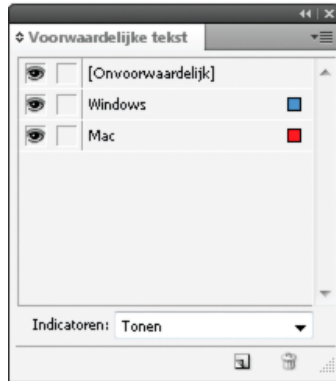 Voorwaardelijke tekst
[Onvoorwaardelijk]
Windows
Mac
Indicatoren: Tonen